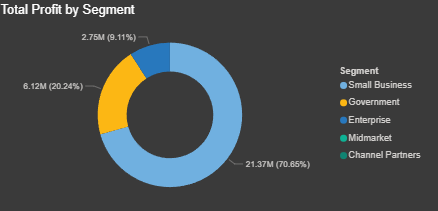 Total Profit by Segment
2.75M (9.11%)
6.12M (20.24%)
21.37M (70.65%)
Segment
Small Business
Government
Enterprise
Midmarket
Channel Partners